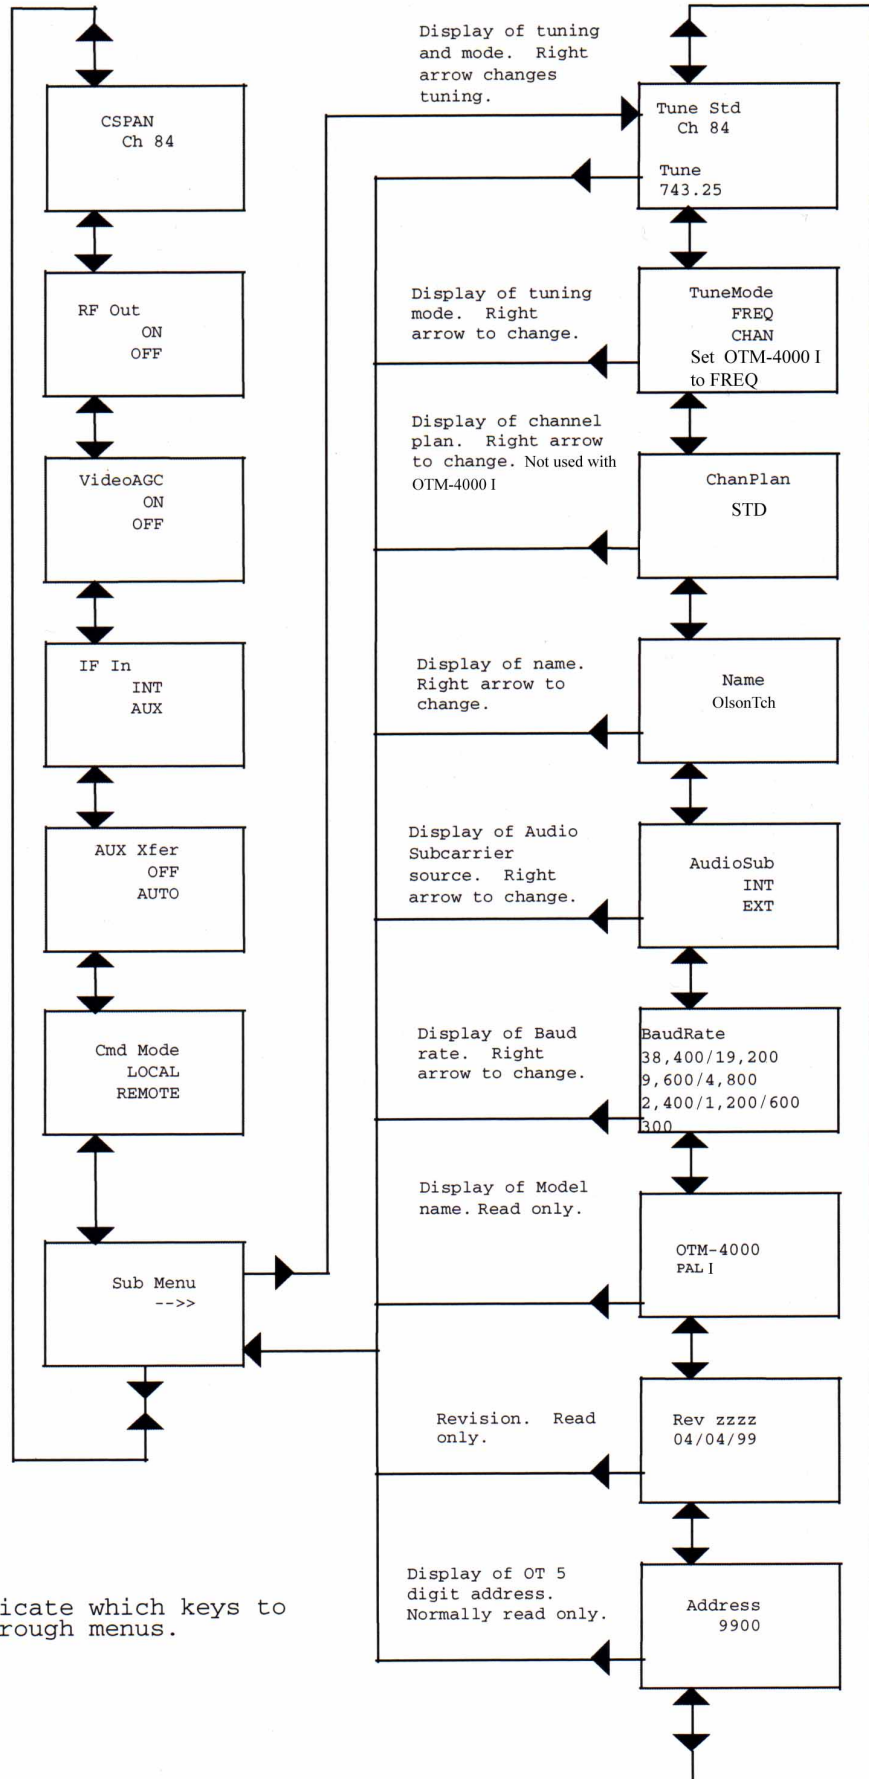 CSPAN
Ch 84
RF Out
ON
OFF
VideoAGC
ON
OFF
IF In
INT
AUX
AUX Xfer
OFF
AUTO
Cmd Mode
LOCAL
REMOTE
Sub Menu
-->>
icate which keys to
rough menus.
Display of tuning
and mode. Right
arrow changes
tuning.
Tune Std
Ch 84
Tune
743.25
Display of tuning
mode. Right
arrow to change.
TuneMode
FREQ
CHAN
Set OTM-4000 I
to FREQ
Display of channel
plan. Right arrow
to change. Not used with
OTM-4000 I
ChanPlan
STD
Display of name.
Right arrow to
change.
Name
OlsonTch
Display of Audio
Subcarrier
source. Right
arrow to change.
AudioSub
INT
EXT
Display of Baud
rate. Right
arrow to change.
BaudRate
38,400/19,200
9,600/4,800
2,400/1,200/600
300
Display of Model
name. Read only.
OTM-4000
PAL I
Revision. Read
only.
Rev zzzz
04/04/99
Display of OT 5
digit address.
Normally read only.
Address
9900